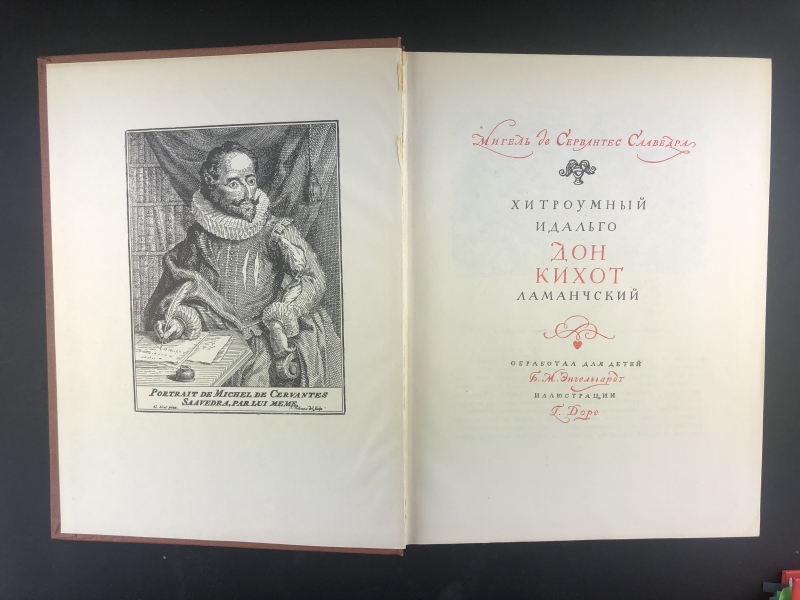 PORTRAIT DE MICHEL DE CERVANTES
SAAVEDRA, PAR LUI MEME
МИГЕЛЬ де СЕРВАНТЕС СААВЕДРА
ХИТРОУМНЫЙ
ИДАЛЬГО
ДОН
КИХОТ
ЛАМАНЧСКИЙ
ОБРАБОТАЛ ДЛЯ ДЕТЕЙ
Б. М. Энгельгардт
ИЛЛЮСТРАЦИИ
Г. Доре